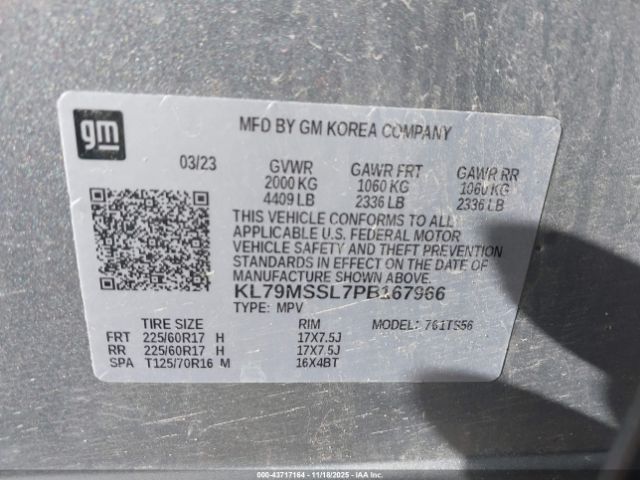 gm
MFD BY GM KOREA COMPANY
03/23 GVWR GAWR FRT GAWR RR
2000 KG 1060 KG 1060 KG
4409 LB 2336 LB 2336 LB
THIS VEHICLE CONFORMS TO ALL
APPLICABLE U.S. FEDERAL MOTOR
VEHICLE SAFETY AND THEFT PREVENTION
STANDARDS IN EFFECT ON THE DATE OF
MANUFACTURE SHOWN ABOVE.
KL79MSSL7PB167966
TYPE: MPV
TIRE SIZE RIM MODEL: 761TS56
FRT 225/60R17 H 17X7.5J
RR 225/60R17 H 17X7.5J
SPA T125/70R16 M 16X4BT
000-43717164 - 11/18/2025 - IAA Corp.